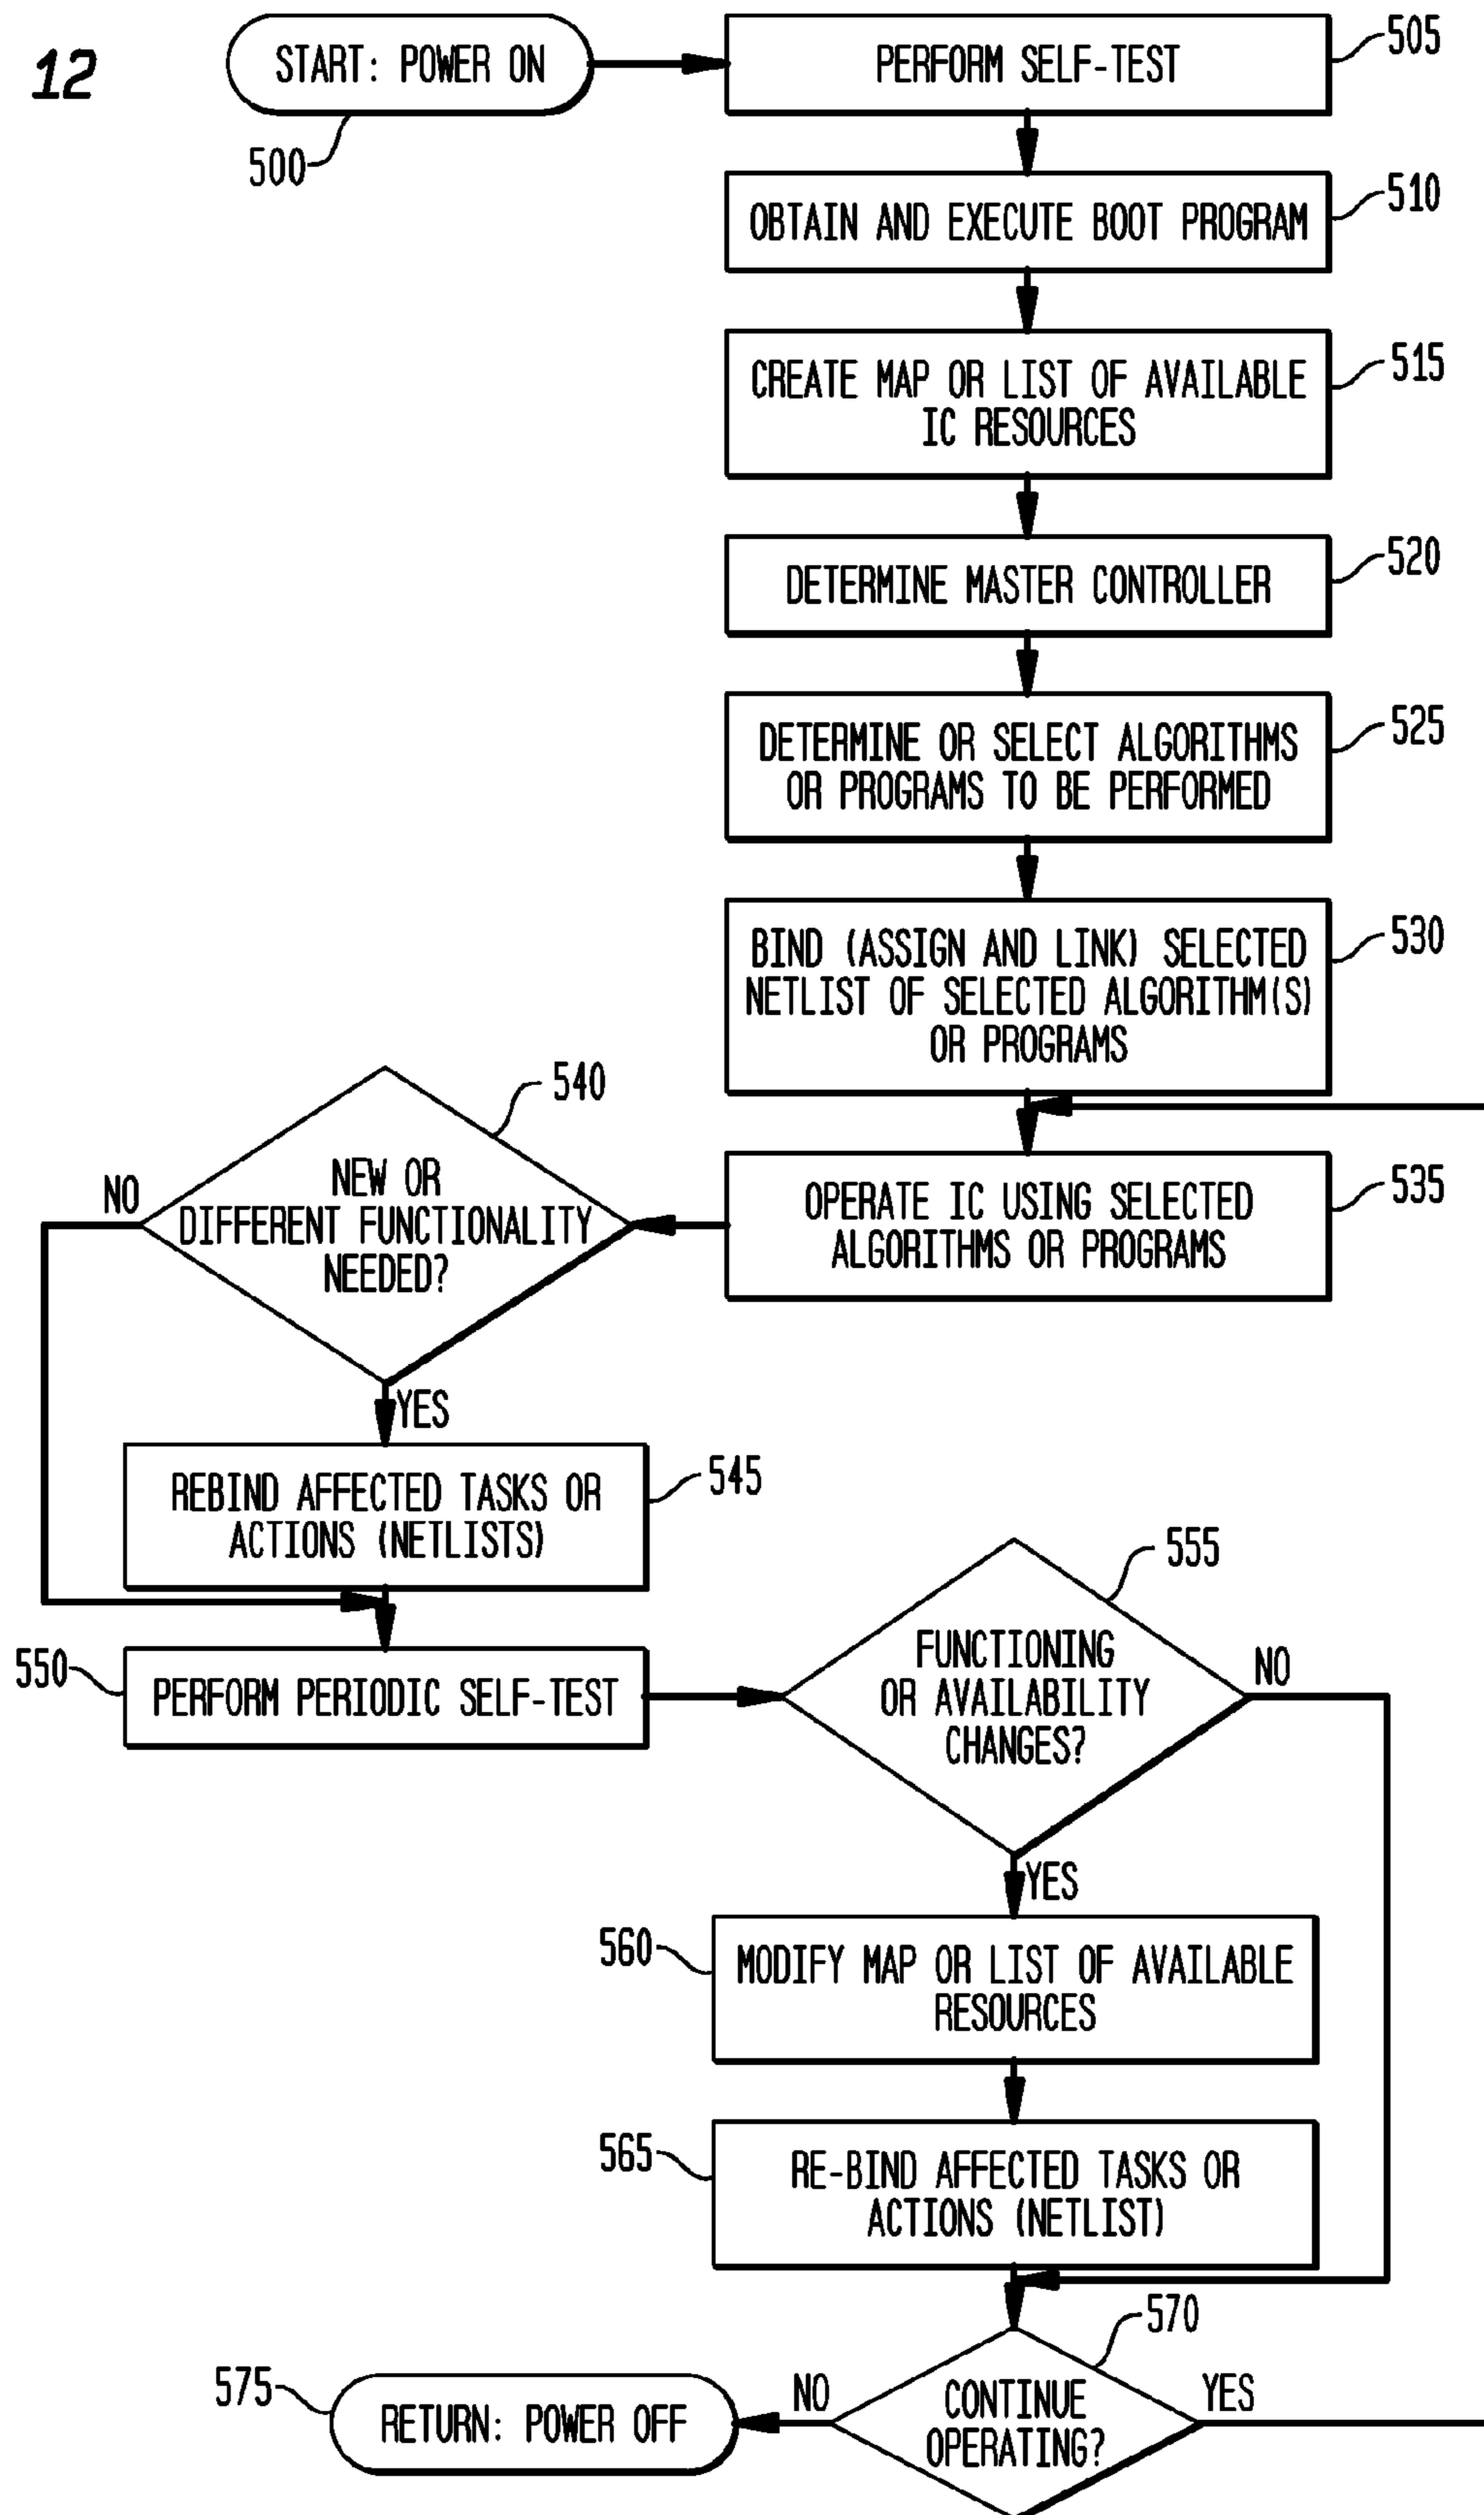 12
START: POWER ON
500
PERFORM SELF-TEST
505
OBTAIN AND EXECUTE BOOT PROGRAM
510
CREATE MAP OR LIST OF AVAILABLE
IC RESOURCES
515
DETERMINE MASTER CONTROLLER
520
DETERMINE OR SELECT ALGORITHMS
OR PROGRAMS TO BE PERFORMED
525
BIND (ASSIGN AND LINK) SELECTED
NETLIST OF SELECTED ALGORITHM(S)
OR PROGRAMS
530
OPERATE IC USING SELECTED
ALGORITHMS OR PROGRAMS
535
540
NEW OR
DIFFERENT FUNCTIONALITY
NEEDED?
NO
YES
REBIND AFFECTED TASKS OR
ACTIONS (NETLISTS)
545
550
PERFORM PERIODIC SELF-TEST
555
FUNCTIONING
OR AVAILABILITY
CHANGES?
NO
YES
560
MODIFY MAP OR LIST OF AVAILABLE
RESOURCES
565
RE-BIND AFFECTED TASKS OR
ACTIONS (NETLIST)
570
CONTINUE
OPERATING?
YES
NO
575
RETURN: POWER OFF